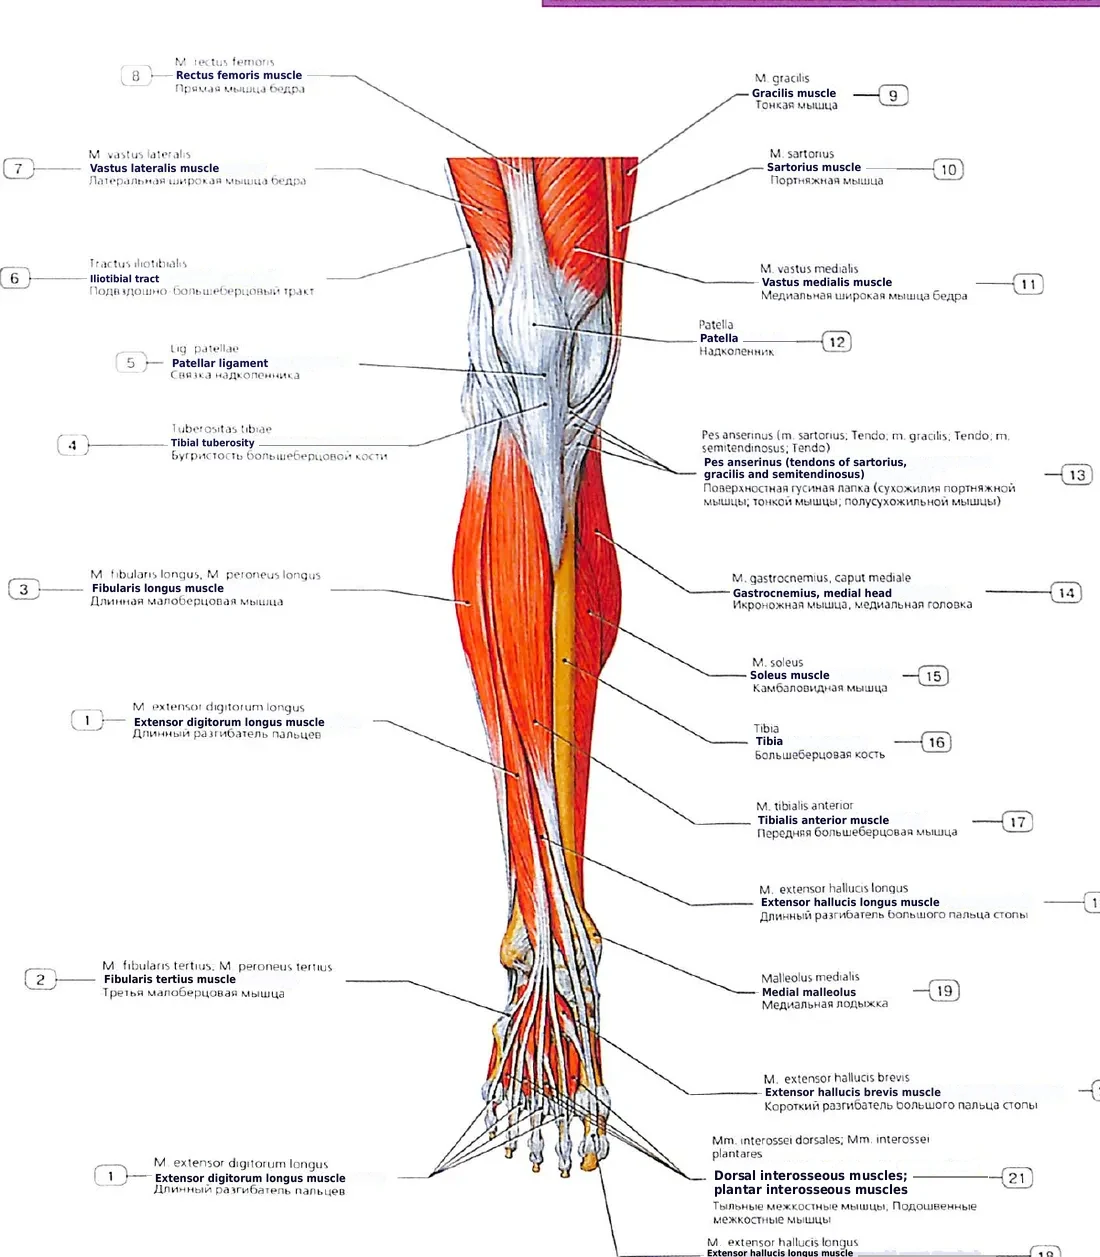 M. rectus femoris
8
Rectus femoris muscle
Прямая мышца бедра
M. gracilis
Gracilis muscle
9
Тонкая мышца
M. vastus lateralis
7
Vastus lateralis muscle
Латеральная широкая мышца бедра
M. sartorius
Sartorius muscle
10
Портняжная мышца
Tractus iliotibialis
6
Iliotibial tract
Подвздошно-большеберцовый тракт
M. vastus medialis
Vastus medialis muscle
11
Медиальная широкая мышца бедра
Patella
Patella
12
Надколенник
Lig. patellae
5
Patellar ligament
Связка надколенника
Tuberositas tibiae
4
Tibial tuberosity
Бугристость большеберцовой кости
Pes anserinus (m. sartorius; Tendo; m. gracilis; Tendo; m.
semitendinosus; Tendo)
Pes anserinus (tendons of sartorius,
gracilis and semitendinosus)
13
Поверхностная гусиная лапка (сухожилия портняжной
мышцы; тонкой мышцы; полусухожильной мышцы)
M. fibularis longus, M. peroneus longus
3
Fibularis longus muscle
Длинная малоберцовая мышца
M. gastrocnemius, caput mediale
Gastrocnemius, medial head
14
Икроножная мышца, медиальная головка
M. soleus
Soleus muscle
15
Камбаловидная мышца
M. extensor digitorum longus
1
Extensor digitorum longus muscle
Длинный разгибатель пальцев
Tibia
Tibia
16
Большеберцовая кость
M. tibialis anterior
Tibialis anterior muscle
17
Передняя большеберцовая мышца
M. extensor hallucis longus
Extensor hallucis longus muscle
Длинный разгибатель большого пальца стопы
M. fibularis tertius; M. peroneus tertius
2
Fibularis tertius muscle
Третья малоберцовая мышца
Malleolus medialis
Medial malleolus
19
Медиальная лодыжка
M. extensor hallucis brevis
Extensor hallucis brevis muscle
Короткий разгибатель большого пальца стопы
Mm. interossei dorsales; Mm. interossei
plantares
Dorsal interosseous muscles;
plantar interosseous muscles
21
Тыльные межкостные мышцы, Подошвенные
межкостные мышцы
M. extensor digitorum longus
1
Extensor digitorum longus muscle
Длинный разгибатель пальцев
M. extensor hallucis longus
Extensor hallucis longus muscle
18